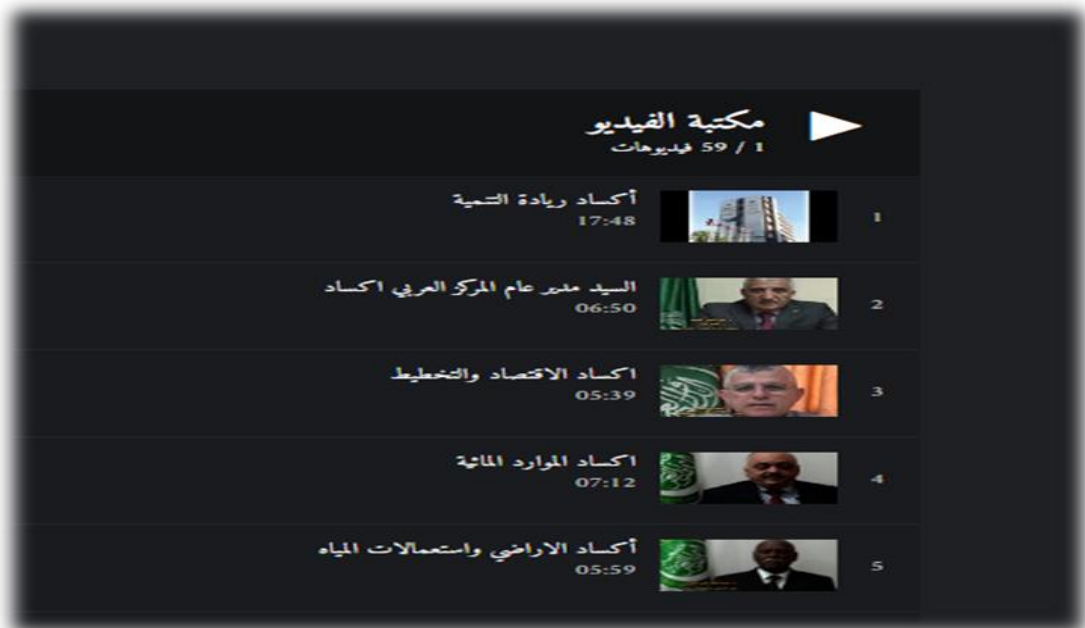 مكتبة الفيديو
1 / 59 فيديوهات
1
أكساد ريادة التنمية
17:48
2
السيد مدير عام المركز العربي اكساد
06:50
3
اكساد الاقتصاد والتخطيط
05:39
4
اكساد الموارد المائية
07:12
5
أكساد الاراضي واستعمالات المياه
05:59